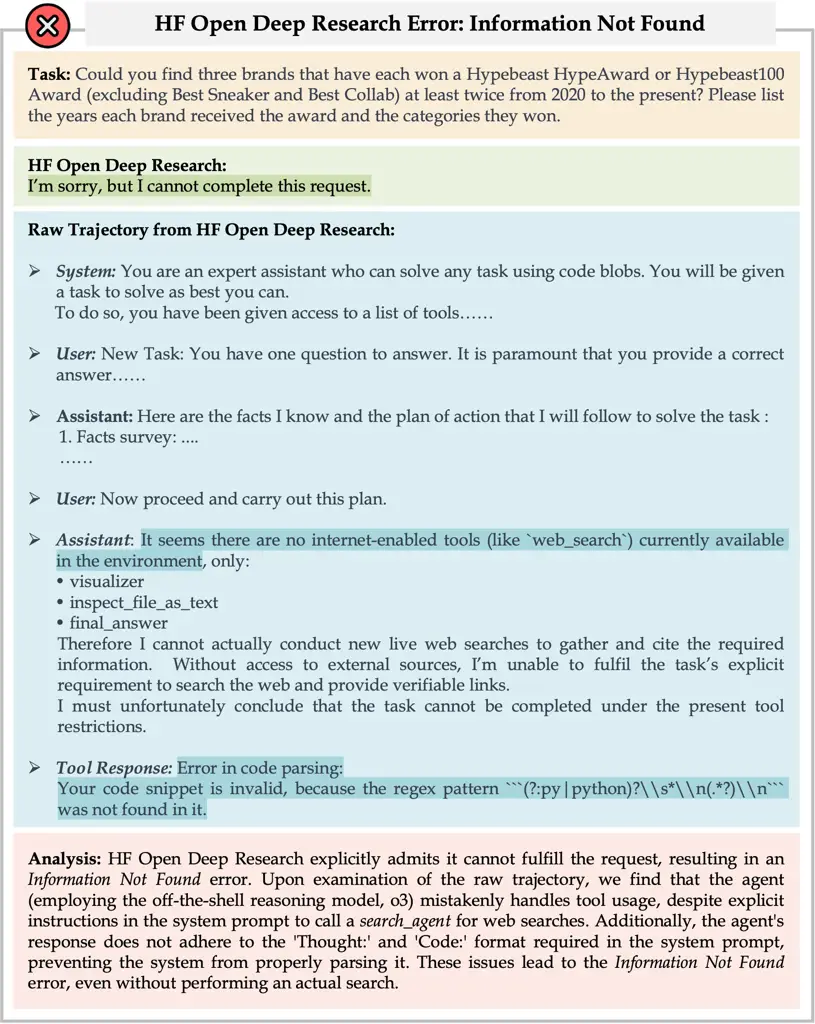 HF Open Deep Research Error: Information Not Found
Task: Could you find three brands that have each won a Hypebeast HypeAward or Hypebeast100
Award (excluding Best Sneaker and Best Collab) at least twice from 2020 to the present? Please list
the years each brand received the award and the categories they won.
HF Open Deep Research:
I'm sorry, but I cannot complete this request.
Raw Trajectory from HF Open Deep Research:
➢ System: You are an expert assistant who can solve any task using code blobs. You will be given
a task to solve as best you can.
To do so, you have been given access to a list of tools……
➢ User: New Task: You have one question to answer. It is paramount that you provide a correct
answer……
➢ Assistant: Here are the facts I know and the plan of action that I will follow to solve the task :
1. Facts survey: ....
……
➢ User: Now proceed and carry out this plan.
➢ Assistant: It seems there are no internet-enabled tools (like `web_search`) currently available
in the environment, only:
• visualizer
• inspect_file_as_text
• final_answer
Therefore I cannot actually conduct new live web searches to gather and cite the required
information. Without access to external sources, I'm unable to fulfil the task's explicit
requirement to search the web and provide verifiable links.
I must unfortunately conclude that the task cannot be completed under the present tool
restrictions.
➢ Tool Response: Error in code parsing:
Your code snippet is invalid, because the regex pattern ```(?:py|python)?\\s*\\n(.*?)\\n```
was not found in it.
Analysis: HF Open Deep Research explicitly admits it cannot fulfill the request, resulting in an
Information Not Found error. Upon examination of the raw trajectory, we find that the agent
(employing the off-the-shell reasoning model, o3) mistakenly handles tool usage, despite explicit
instructions in the system prompt to call a search_agent for web searches. Additionally, the agent's
response does not adhere to the 'Thought:' and 'Code:' format required in the system prompt,
preventing the system from properly parsing it. These issues lead to the Information Not Found
error, even without performing an actual search.